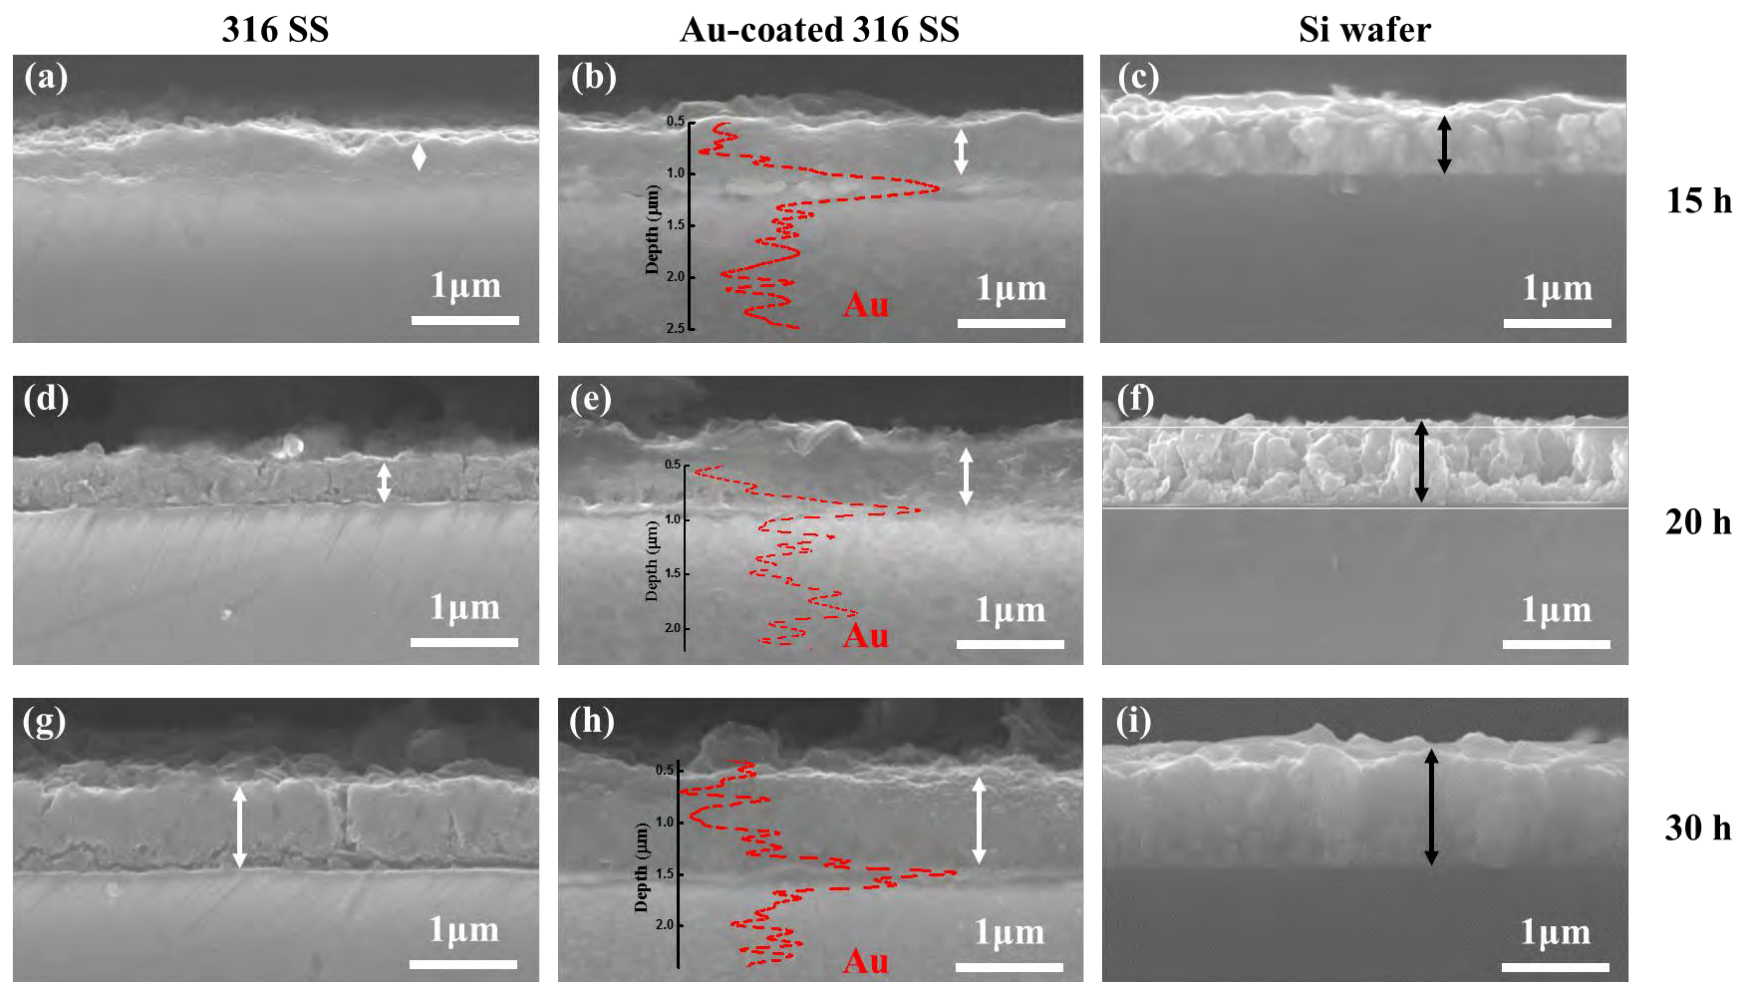 316 SS
Au-coated 316 SS
Si wafer
(a)
1μm
(b)
0.5
1.0
1.5
2.0
2.5
Depth (μm)
Au
1μm
(c)
1μm
15 h
(d)
1μm
(e)
0.5
1.0
1.5
2.0
Depth (μm)
Au
1μm
(f)
1μm
20 h
(g)
1μm
(h)
0.5
1.0
1.5
2.0
Depth (μm)
Au
1μm
(i)
1μm
30 h